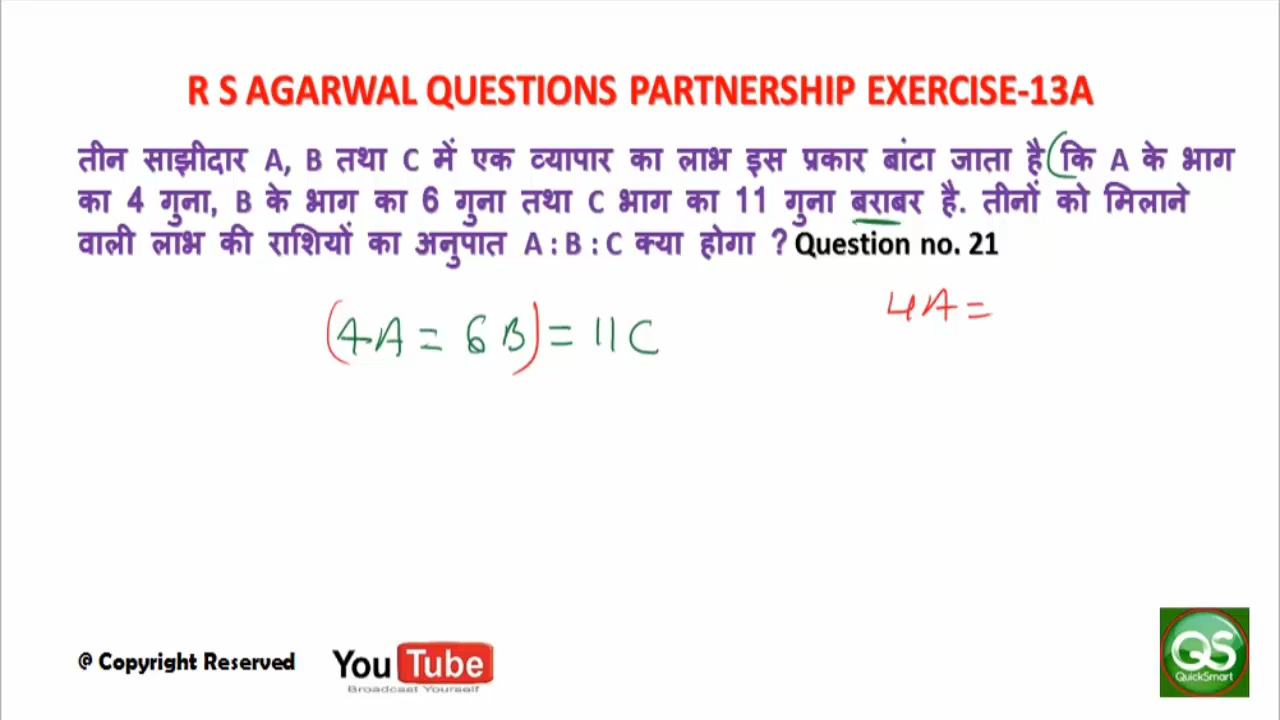 R S AGARWAL QUESTIONS PARTNERSHIP EXERCISE-13A
तीन साझीदार A, B तथा C में एक व्यापार का लाभ इस प्रकार बांटा जाता है कि A के भाग
का 4 गुना, B के भाग का 6 गुना तथा C भाग का 11 गुना बराबर है. तीनों को मिलाने
वाली लाभ की राशियों का अनुपात A : B : C क्या होगा ? Question no. 21
(4A = 6B) = 11C
4A =
@ Copyright Reserved
YouTube
Broadcast Yourself
QS
QuickSmart